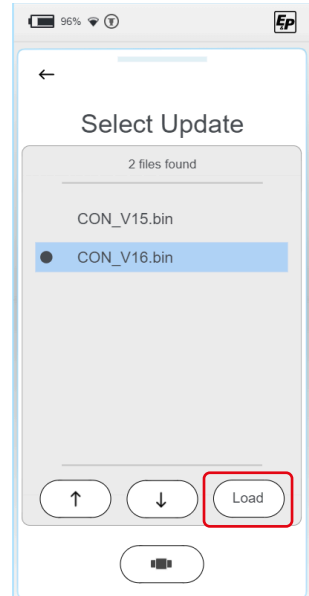 96%
EP
←
Select Update
2 files found
CON_V15.bin
CON_V16.bin
↑ ↓ Load